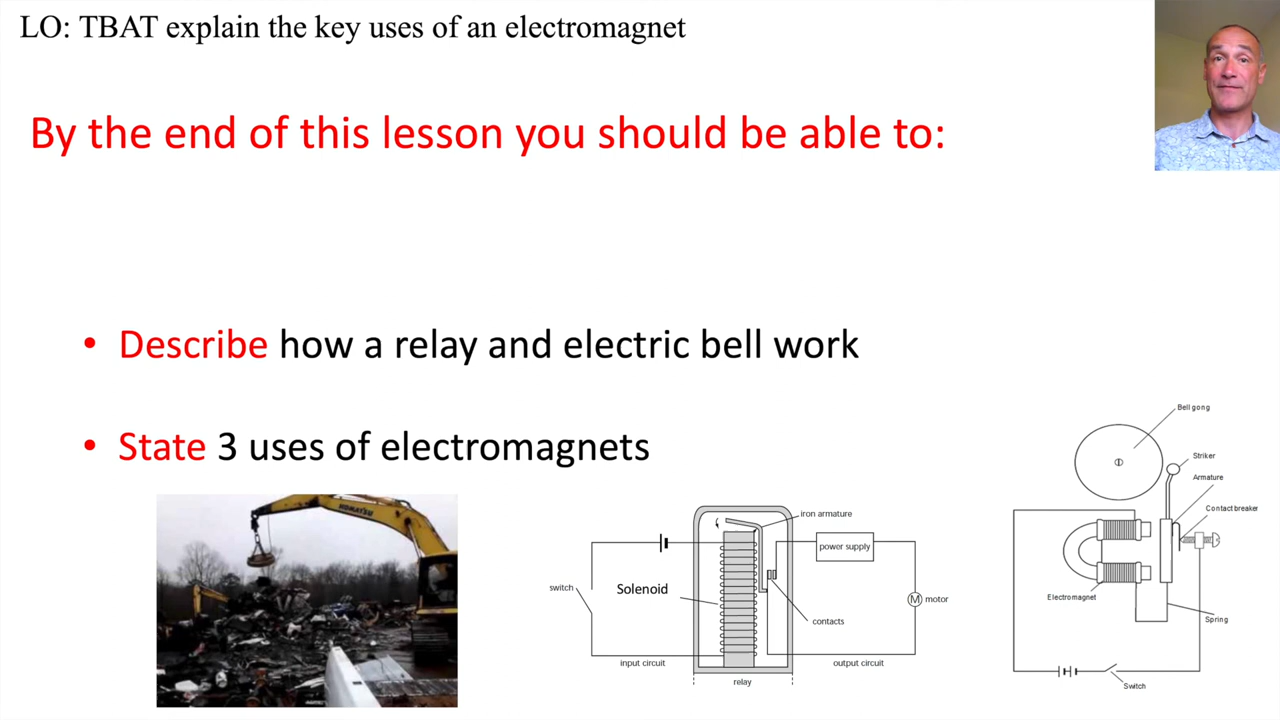 LO: TBAT explain the key uses of an electromagnet
By the end of this lesson you should be able to:
• Describe how a relay and electric bell work
• State 3 uses of electromagnets
KOMATSU
switch
Solenoid
iron armature
power supply
M motor
contacts
input circuit
output circuit
relay
Bell gong
Striker
Armature
Contact breaker
Electromagnet
Spring
Switch